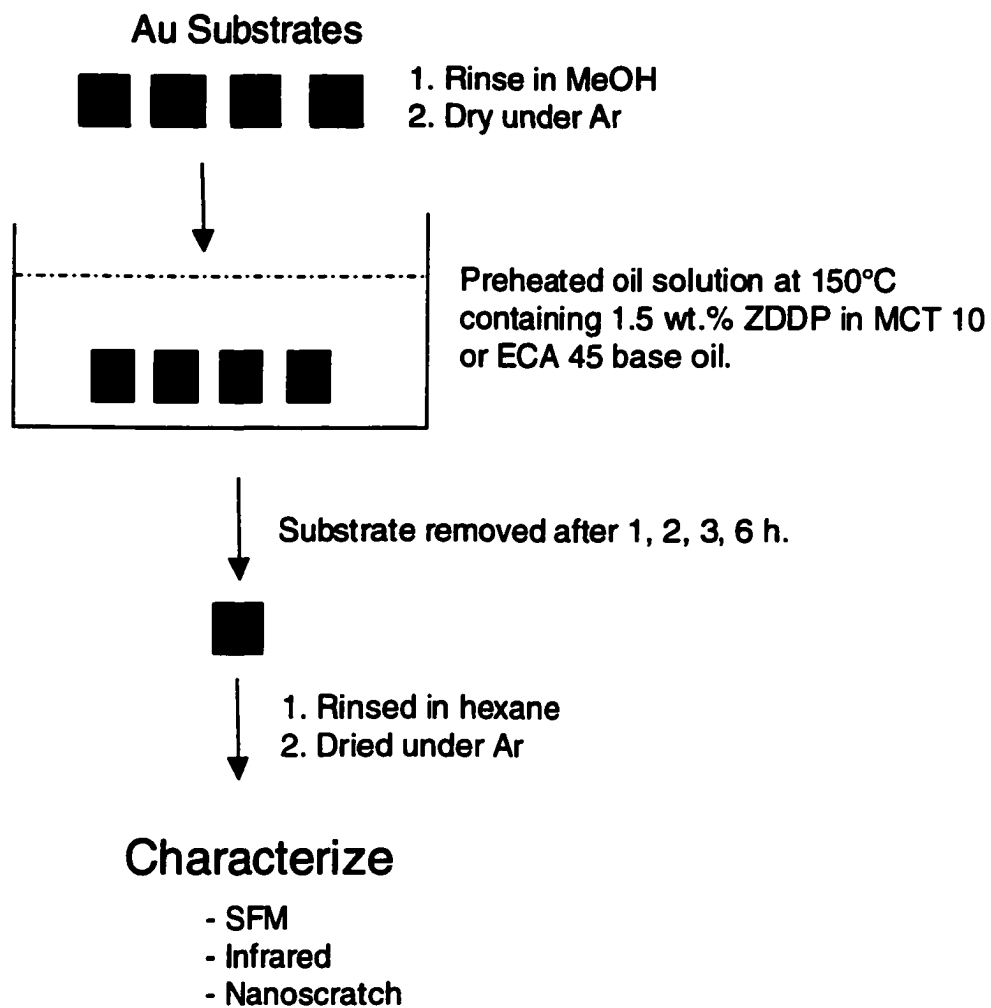 Au Substrates
1. Rinse in MeOH
2. Dry under Ar
Preheated oil solution at 150°C
containing 1.5 wt.% ZDDP in MCT 10
or ECA 45 base oil.
Substrate removed after 1, 2, 3, 6 h.
1. Rinsed in hexane
2. Dried under Ar
Characterize
- SFM
- Infrared
- Nanoscratch